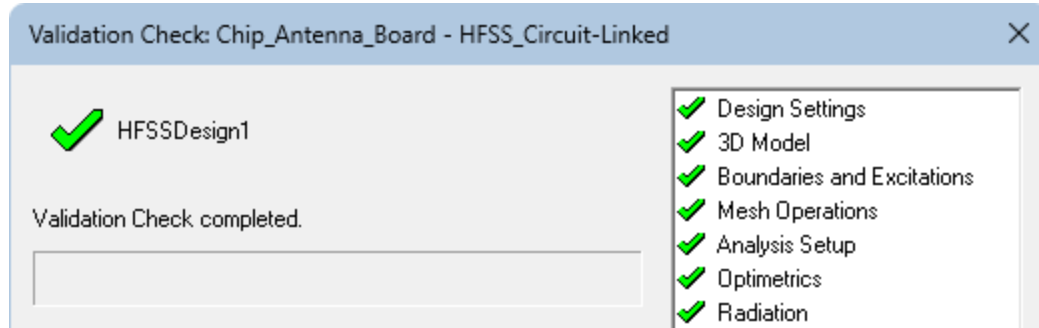 Validation Check: Chip_Antenna_Board - HFSS_Circuit-Linked
HFSSDesign1
Validation Check completed.
Design Settings
3D Model
Boundaries and Excitations
Mesh Operations
Analysis Setup
Optimetrics
Radiation